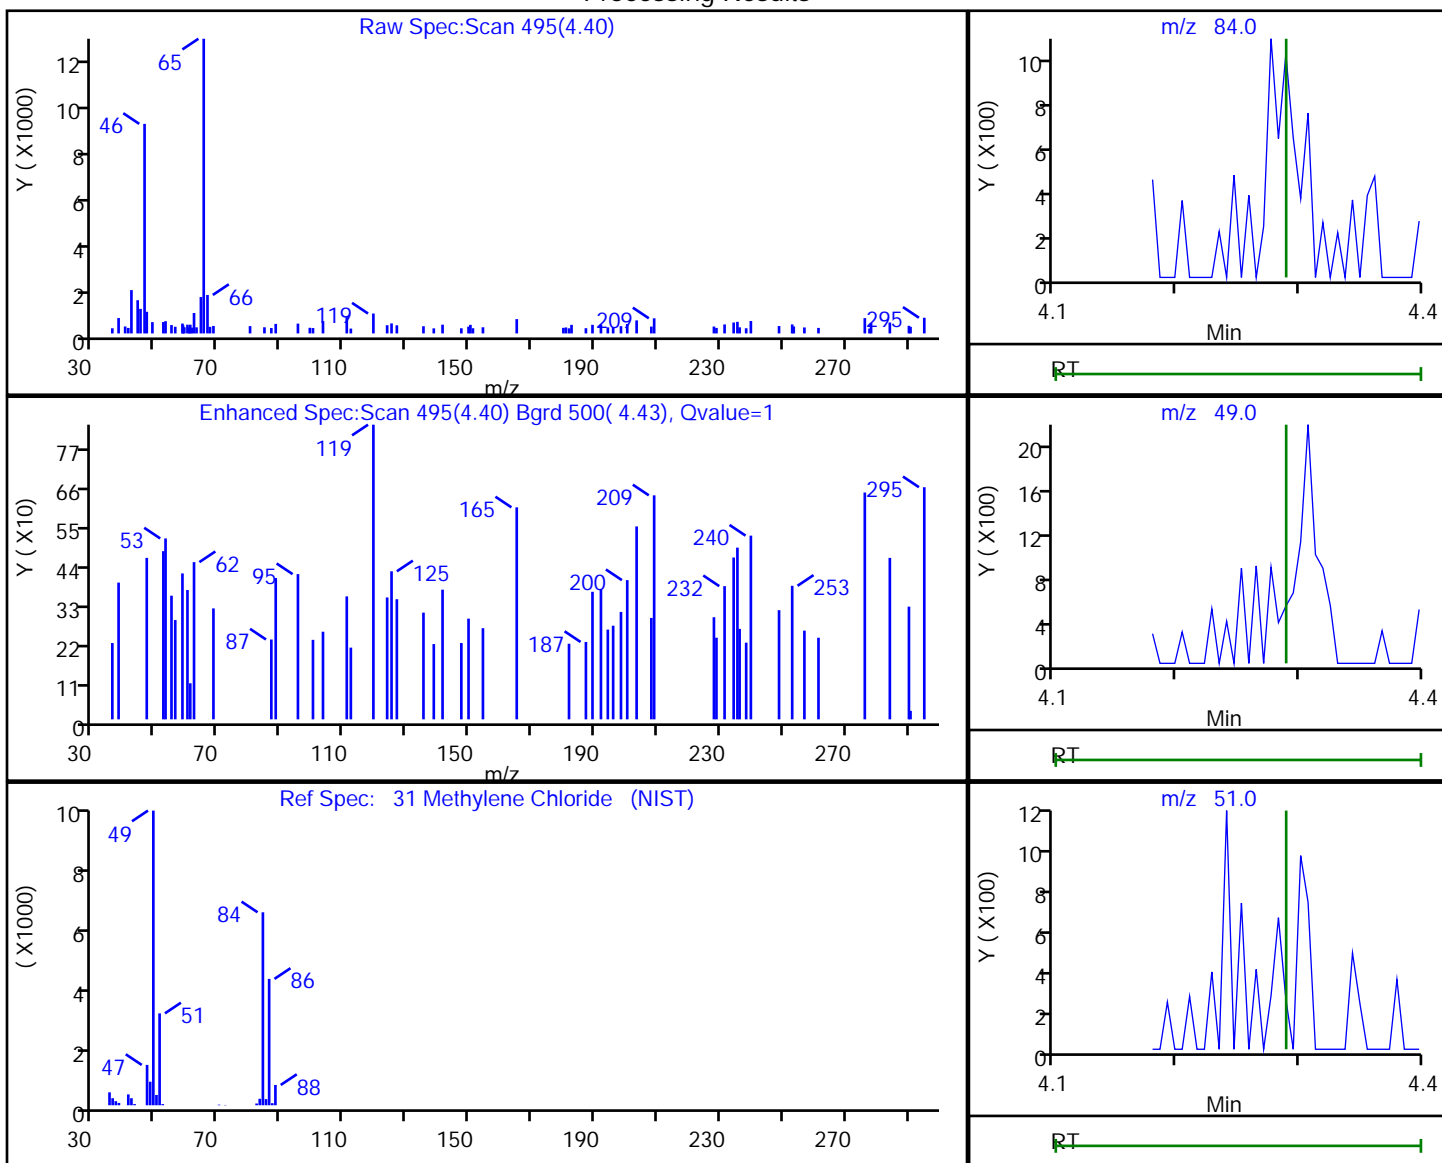 Processing Results
Raw Spec:Scan 495(4.40)
Y ( X1000)
12
10
8
6
4
2
0
65
46
66
119
209
295
30 70 110 150 190 230 270
m/z
m/z 84.0
Y ( X100)
10
8
6
4
2
0
4.1 4.4
Min
RT
Enhanced Spec:Scan 495(4.40) Bgrd 500( 4.43), Qvalue=1
Y ( X10)
77
66
55
44
33
22
11
0
119
53
62
95
87
125
165
187
200
209
232
240
253
295
30 70 110 150 190 230 270
m/z
m/z 49.0
Y ( X100)
20
16
12
8
4
0
4.1 4.4
Min
RT
Ref Spec: 31 Methylene Chloride (NIST)
( X1000)
10
8
6
4
2
0
49
84
86
51
47
88
30 70 110 150 190 230 270
m/z 51.0
Y ( X100)
12
10
8
6
4
2
0
4.1 4.4
Min
RT